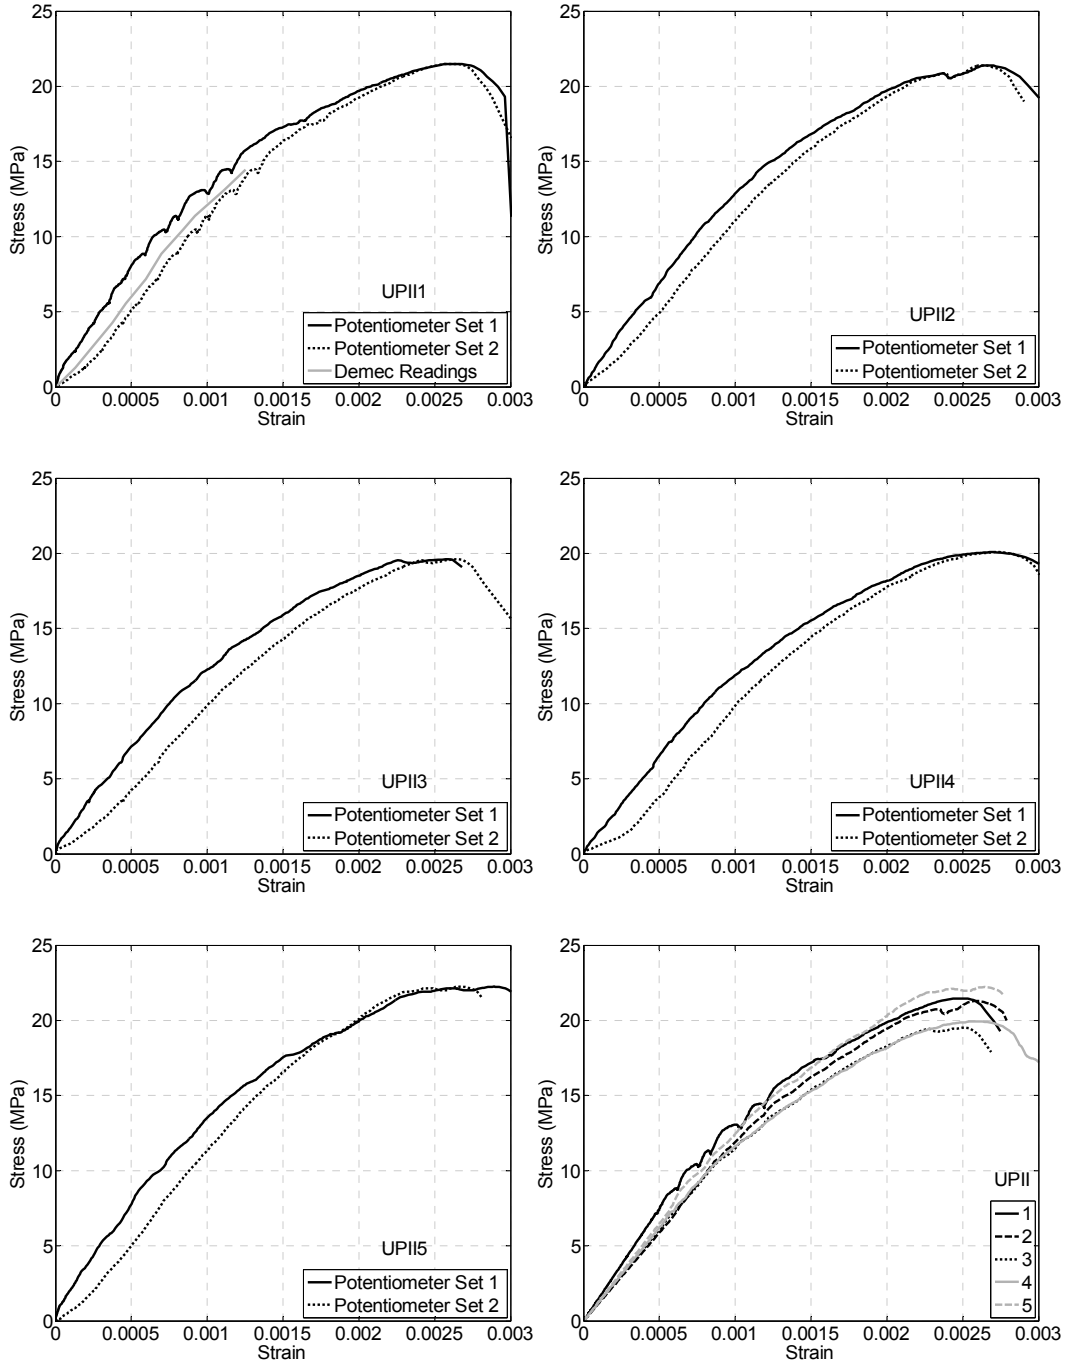 25
20
15
10
5
0
Stress (MPa)
UPII1
Potentiometer Set 1
Potentiometer Set 2
Demec Readings
0 0.0005 0.001 0.0015 0.002 0.0025 0.003
Strain
25
20
15
10
5
0
Stress (MPa)
UPII2
Potentiometer Set 1
Potentiometer Set 2
0 0.0005 0.001 0.0015 0.002 0.0025 0.003
Strain
25
20
15
10
5
0
Stress (MPa)
UPII3
Potentiometer Set 1
Potentiometer Set 2
0 0.0005 0.001 0.0015 0.002 0.0025 0.003
Strain
25
20
15
10
5
0
Stress (MPa)
UPII4
Potentiometer Set 1
Potentiometer Set 2
0 0.0005 0.001 0.0015 0.002 0.0025 0.003
Strain
25
20
15
10
5
0
Stress (MPa)
UPII5
Potentiometer Set 1
Potentiometer Set 2
0 0.0005 0.001 0.0015 0.002 0.0025 0.003
Strain
25
20
15
10
5
0
Stress (MPa)
UPII
1
2
3
4
5
0 0.0005 0.001 0.0015 0.002 0.0025 0.003
Strain